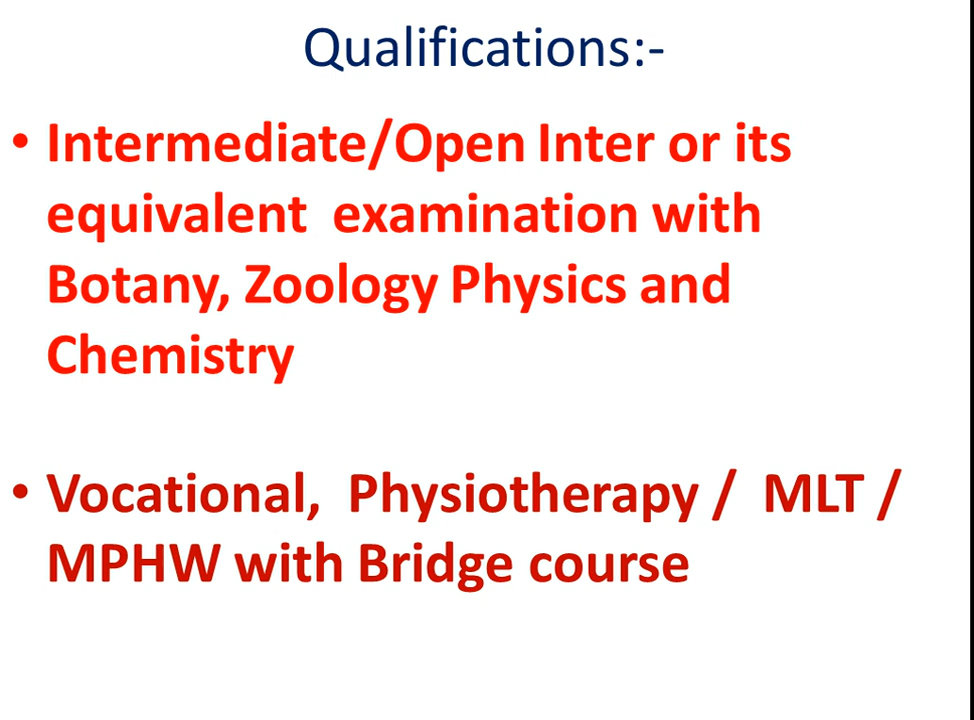 Qualifications:-
• Intermediate/Open Inter or its
equivalent examination with
Botany, Zoology Physics and
Chemistry
• Vocational, Physiotherapy / MLT /
MPHW with Bridge course